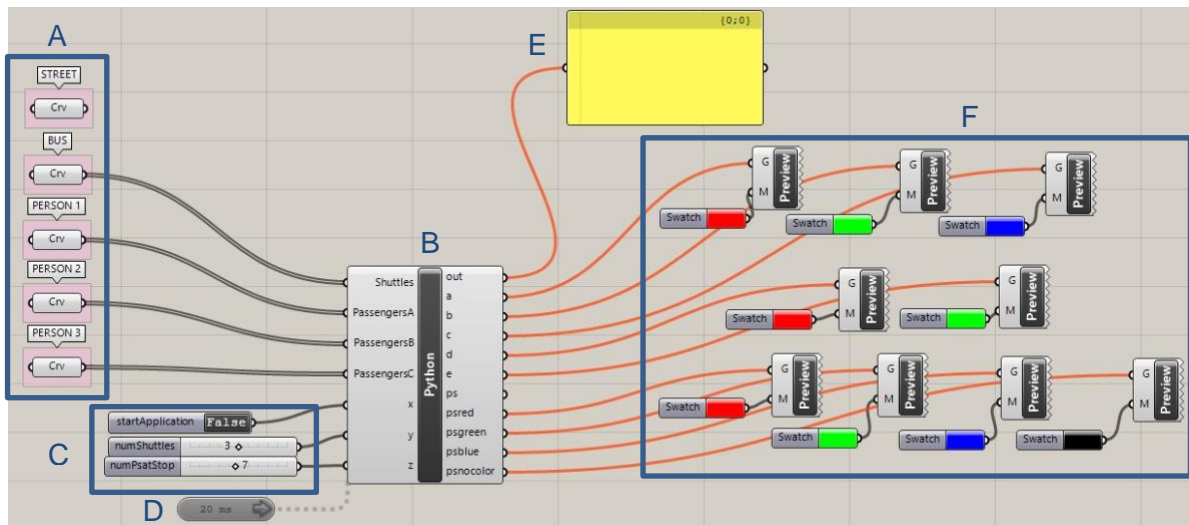 A
STREET
Crv
BUS
Crv
PERSON 1
Crv
PERSON 2
Crv
PERSON 3
Crv
C
startApplication False
numShuttles 3
numPsatStop 7
D
20 ms
B
Shuttles
PassengersA
PassengersB
PassengersC
x
y
z
Python
out
a
b
c
d
e
ps
psred
psgreen
psblue
psnocolor
E
{0;0}
F
G
M
Preview
Swatch
G
M
Preview
Swatch
G
M
Preview
Swatch
G
M
Preview
Swatch
G
M
Preview
Swatch
G
M
Preview
Swatch
G
M
Preview
Swatch
G
M
Preview
Swatch
G
M
Preview
Swatch